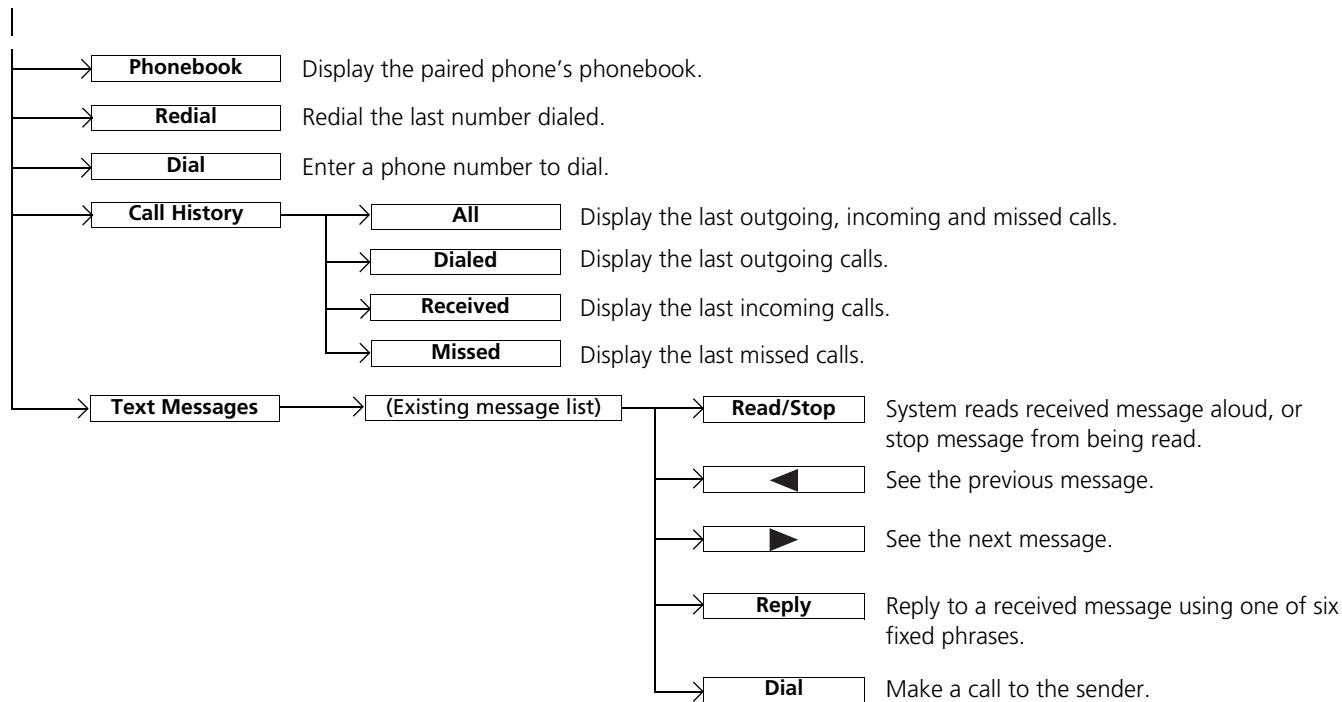 Phonebook Display the paired phone’s phonebook.
Redial Redial the last number dialed.
Dial Enter a phone number to dial.
Call History All Display the last outgoing, incoming and missed calls.
Dialed Display the last outgoing calls.
Received Display the last incoming calls.
Missed Display the last missed calls.
Text Messages (Existing message list) Read/Stop System reads received message aloud, or
stop message from being read.
◀ See the previous message.
▶ See the next message.
Reply Reply to a received message using one of six
fixed phrases.
Dial Make a call to the sender.